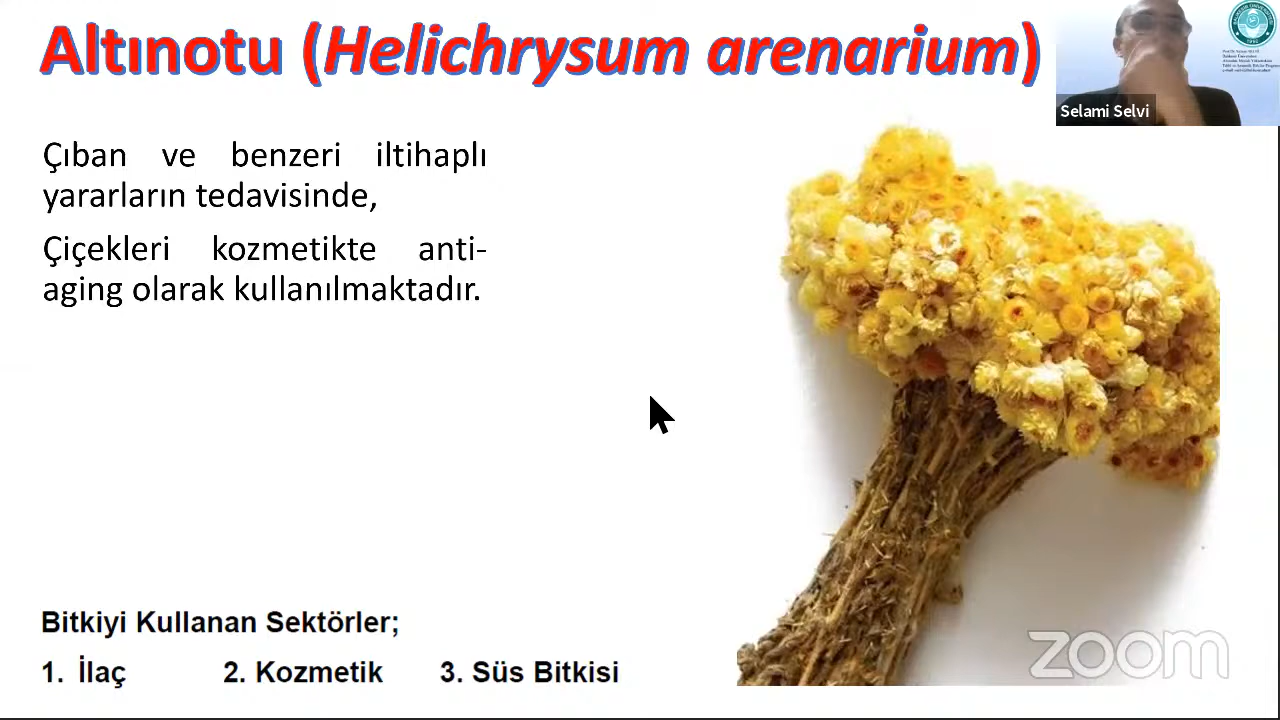 Altınotu (Helichrysum arenarium)
Selami Selvi
Çıban ve benzeri iltihaplı
yararların tedavisinde,
Çiçekleri kozmetikte anti-
aging olarak kullanılmaktadır.
Bitkiyi Kullanan Sektörler;
1. İlaç 2. Kozmetik 3. Süs Bitkisi
zoom